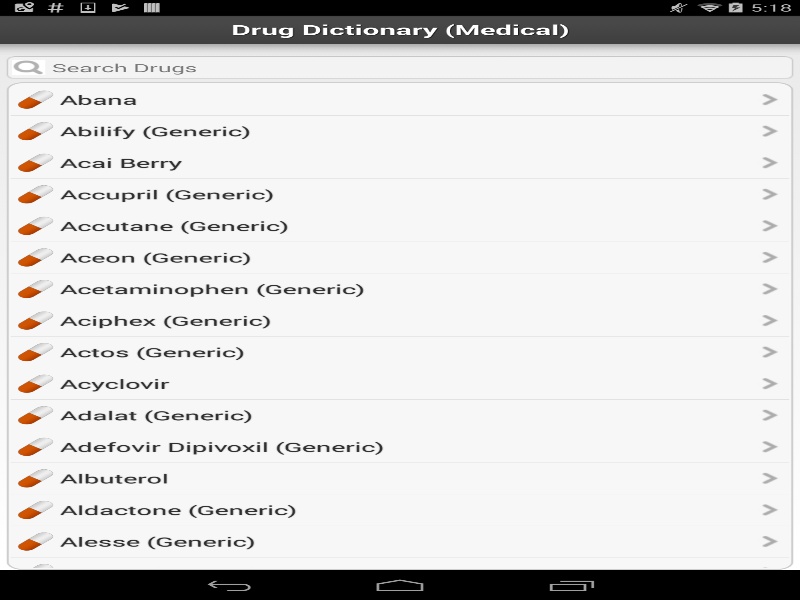 5:18
Drug Dictionary (Medical)
Search Drugs
Abana
Abilify (Generic)
Acai Berry
Accupril (Generic)
Accutane (Generic)
Aceon (Generic)
Acetaminophen (Generic)
Aciphex (Generic)
Actos (Generic)
Acyclovir
Adalat (Generic)
Adefovir Dipivoxil (Generic)
Albuterol
Aldactone (Generic)
Alesse (Generic)